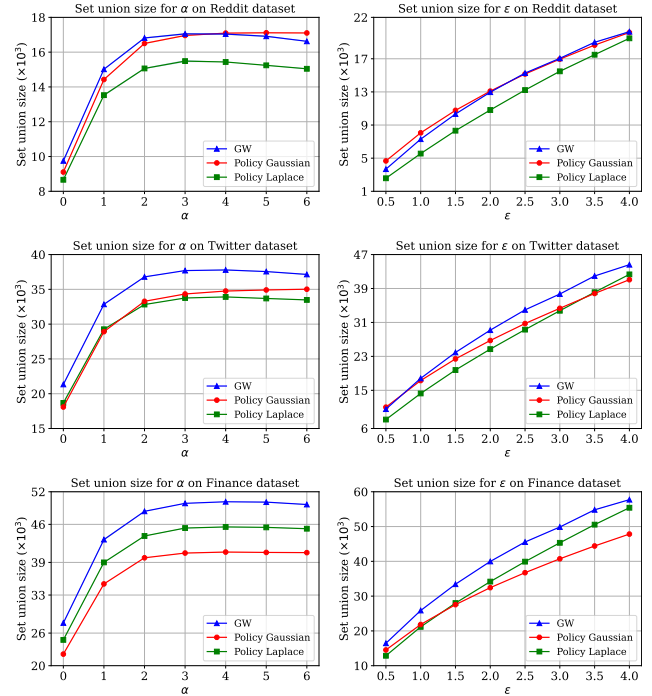 Set union size for α on Reddit dataset
Set union size (×10³)
18
16
14
12
10
8
GW
Policy Gaussian
Policy Laplace
0 1 2 3 4 5 6
α
Set union size for ε on Reddit dataset
Set union size (×10³)
22
17
13
9
5
1
GW
Policy Gaussian
Policy Laplace
0.5 1.0 1.5 2.0 2.5 3.0 3.5 4.0
ε
Set union size for α on Twitter dataset
Set union size (×10³)
40
35
30
25
20
15
GW
Policy Gaussian
Policy Laplace
0 1 2 3 4 5 6
α
Set union size for ε on Twitter dataset
Set union size (×10³)
47
39
31
23
15
6
GW
Policy Gaussian
Policy Laplace
0.5 1.0 1.5 2.0 2.5 3.0 3.5 4.0
ε
Set union size for α on Finance dataset
Set union size (×10³)
52
46
39
33
26
20
GW
Policy Gaussian
Policy Laplace
0 1 2 3 4 5 6
α
Set union size for ε on Finance dataset
Set union size (×10³)
60
50
40
30
22
10
GW
Policy Gaussian
Policy Laplace
0.5 1.0 1.5 2.0 2.5 3.0 3.5 4.0
ε